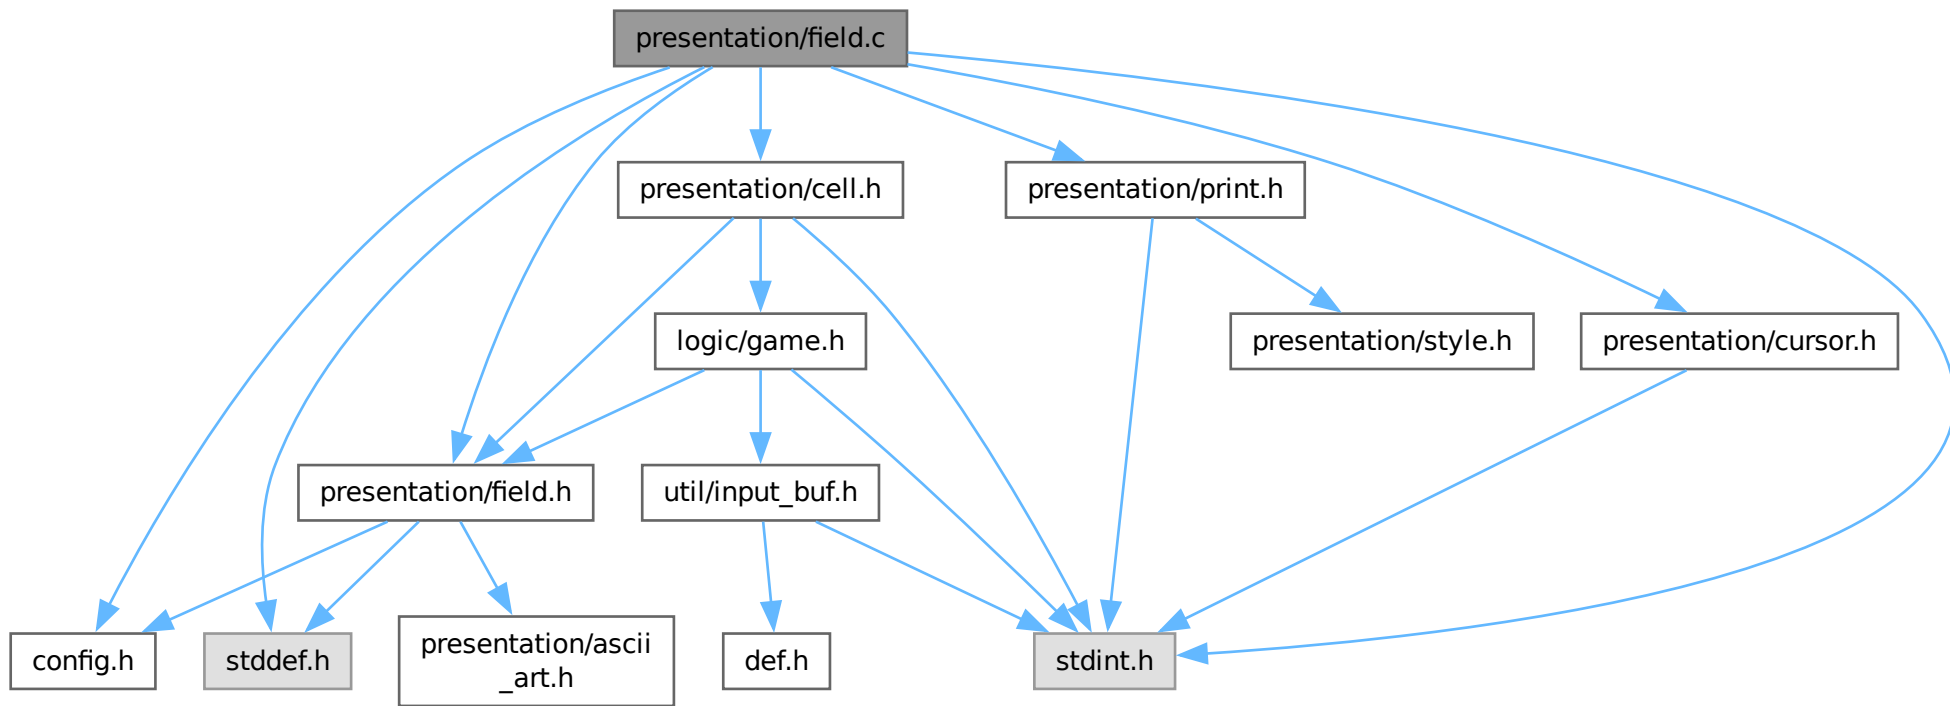 presentation/field.c
presentation/cell.h
presentation/print.h
logic/game.h
presentation/style.h
presentation/cursor.h
presentation/field.h
util/input_buf.h
config.h
stddef.h
presentation/ascii
_art.h
def.h
stdint.h